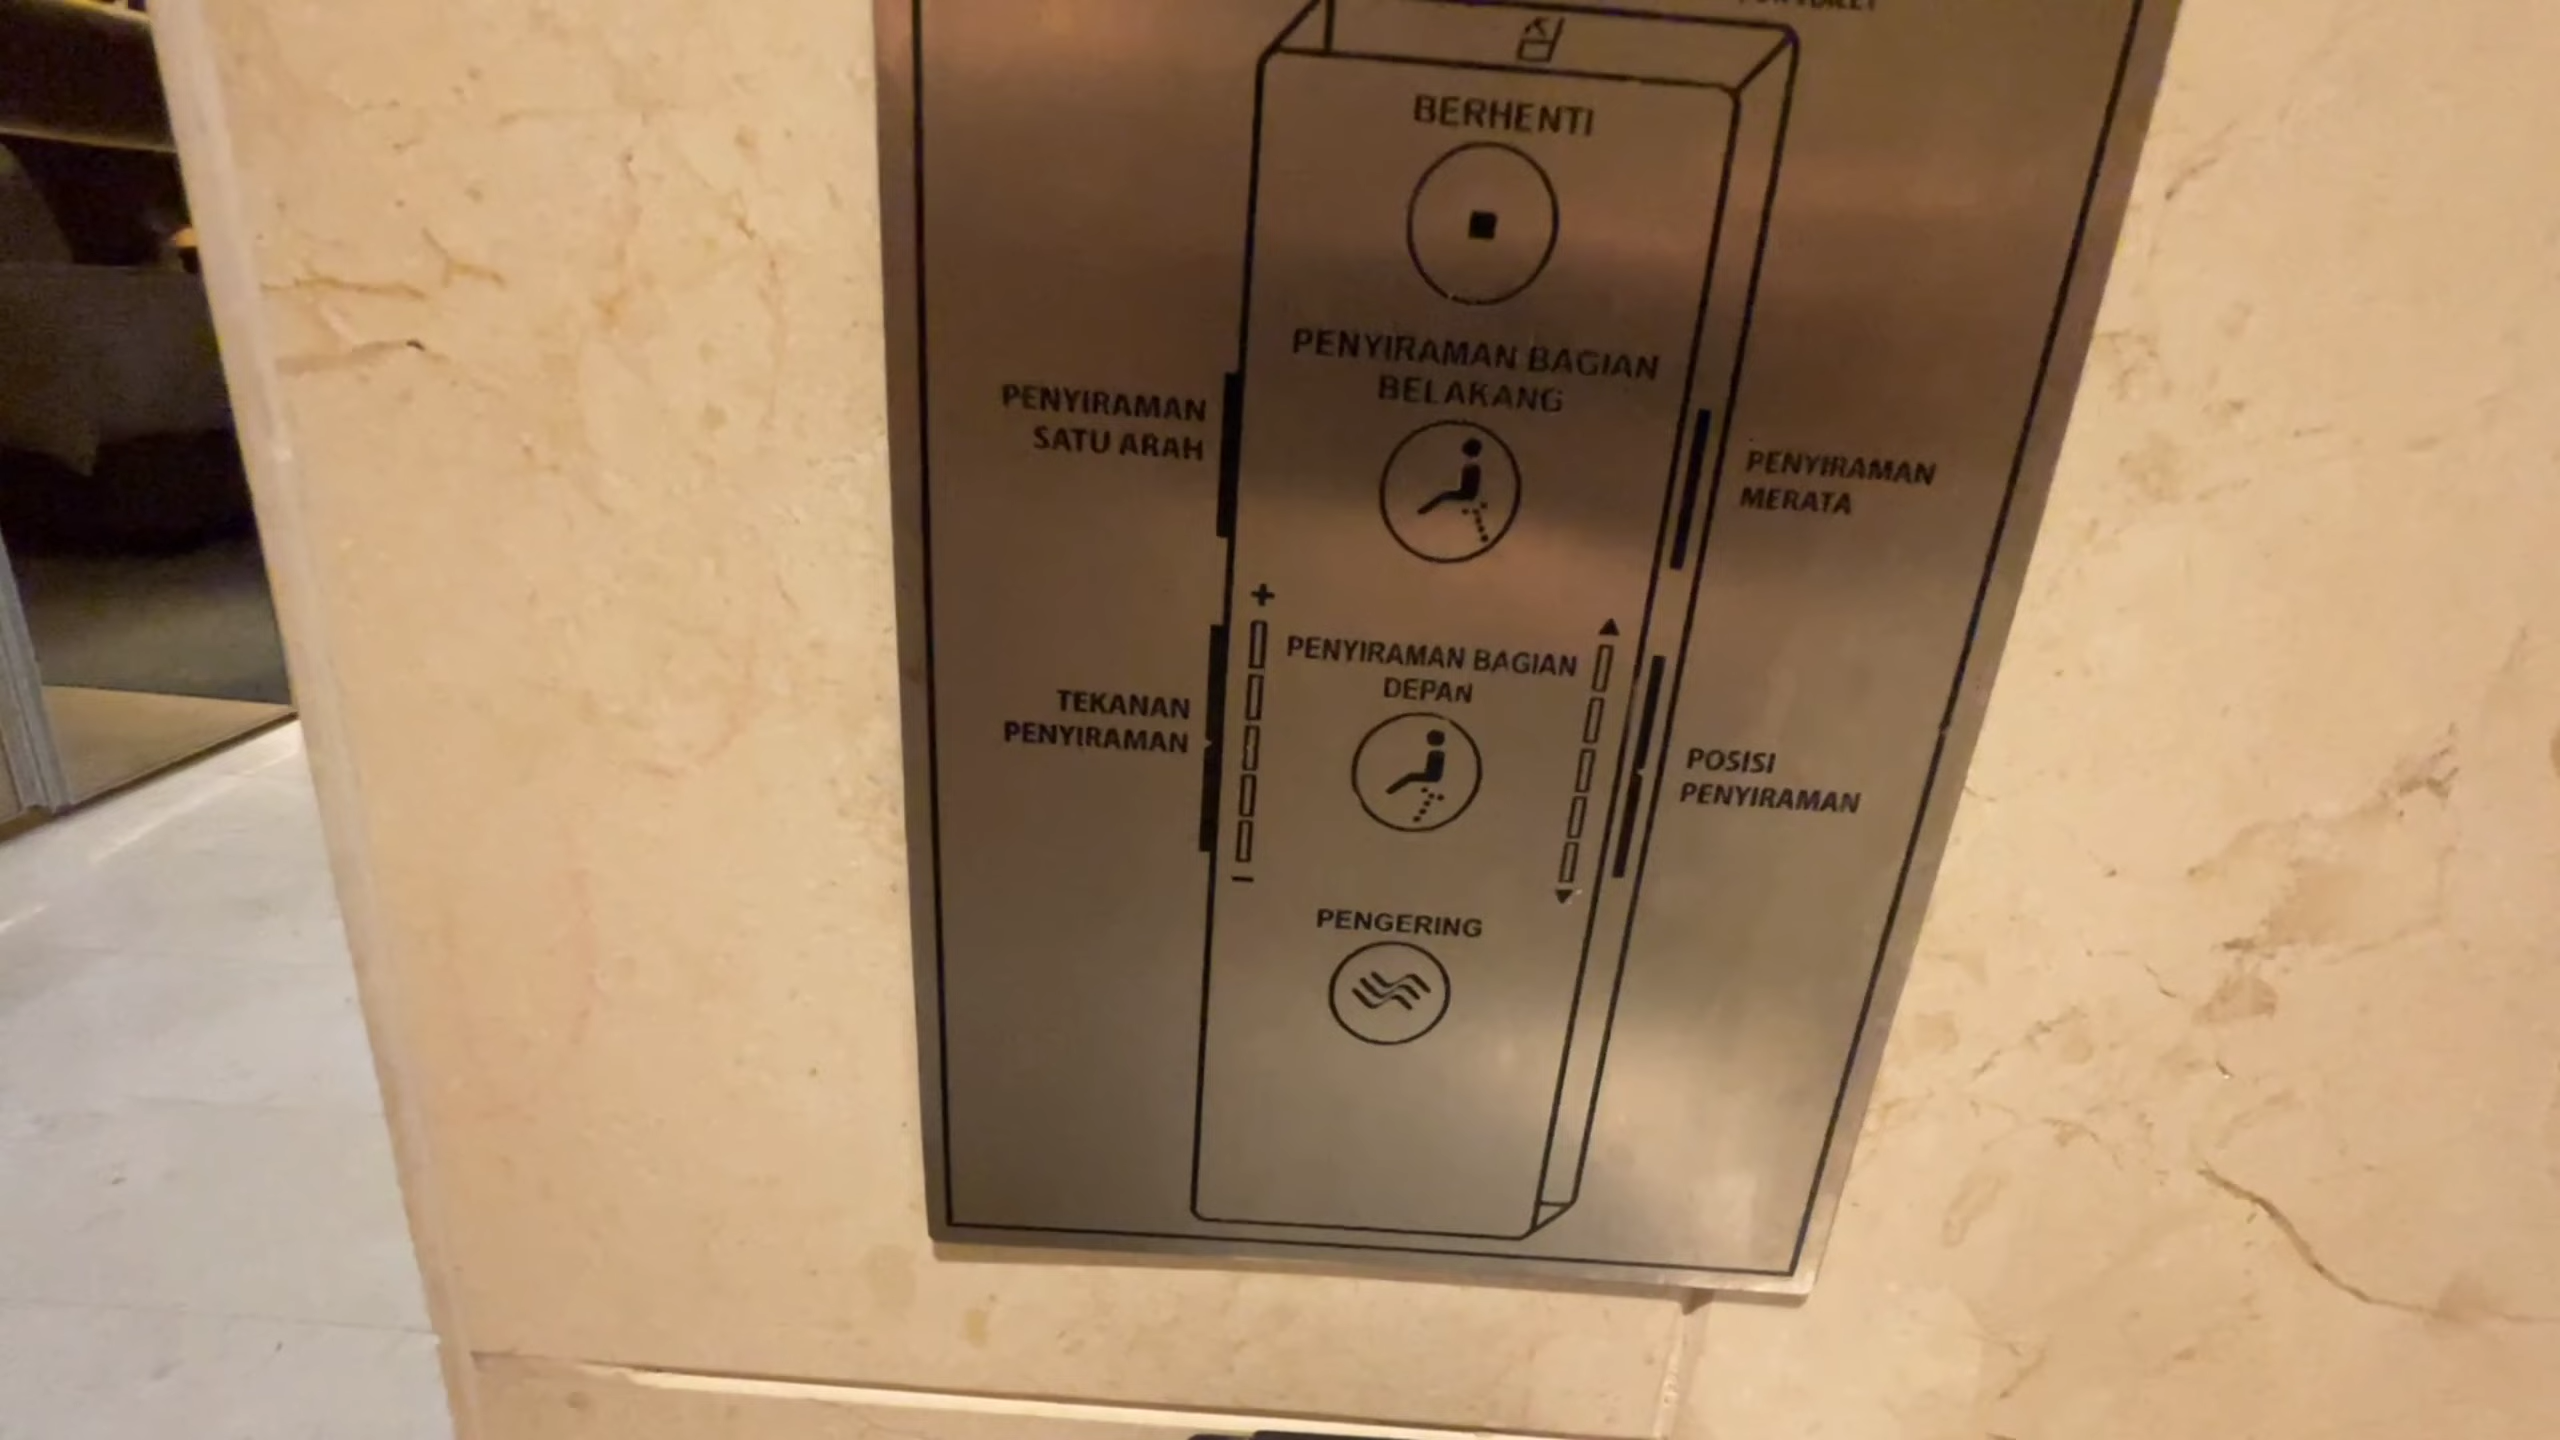 BERHENTI
PENYIRAMAN BAGIAN
BELAKANG
PENYIRAMAN
SATU ARAH
PENYIRAMAN
MERATA
+
PENYIRAMAN BAGIAN
DEPAN
TEKANAN
PENYIRAMAN
POSISI
PENYIRAMAN
-
PENGERING